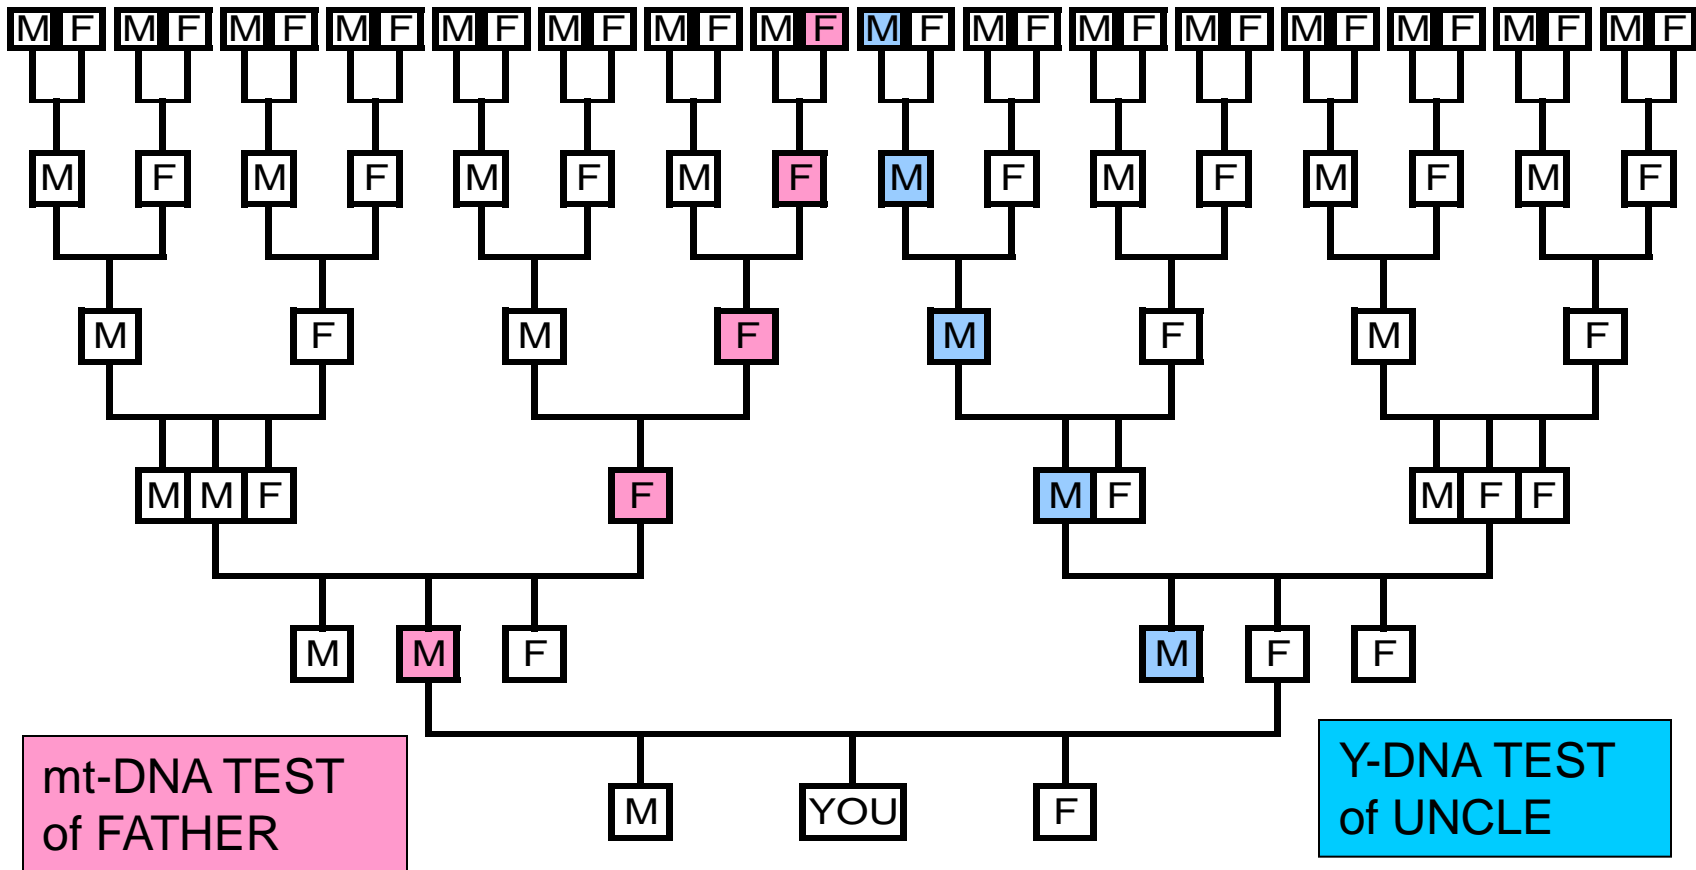 M F M F M F M F M F M F M F M F M F M F M F M F M F M F M F M F
M F M F M F M F M F M F M F M F
M F M F M F M F
M M F F M F M F F
M M F M F F
mt-DNA TEST
of FATHER
M YOU F
Y-DNA TEST
of UNCLE